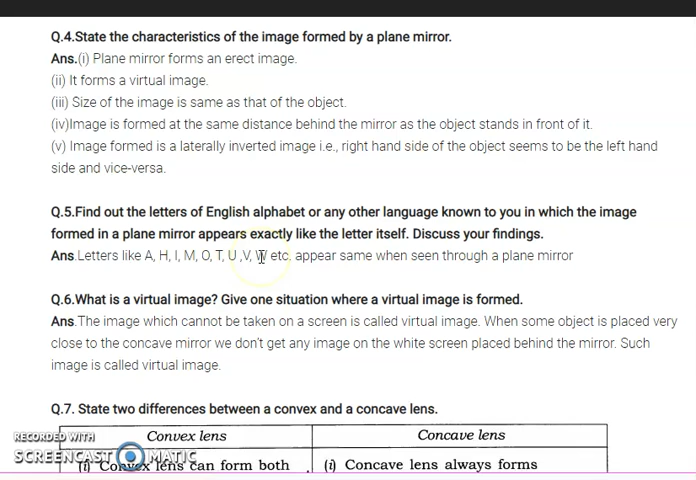 Q.4.State the characteristics of the image formed by a plane mirror.
Ans.(i) Plane mirror forms an erect image.
(ii) It forms a virtual image.
(iii) Size of the image is same as that of the object.
(iv)Image is formed at the same distance behind the mirror as the object stands in front of it.
(v) Image formed is a laterally inverted image i.e., right hand side of the object seems to be the left hand
side and vice-versa.
Q.5.Find out the letters of English alphabet or any other language known to you in which the image
formed in a plane mirror appears exactly like the letter itself. Discuss your findings.
Ans.Letters like A, H, I, M, O, T, U ,V, W etc. appear same when seen through a plane mirror
Q.6.What is a virtual image? Give one situation where a virtual image is formed.
Ans.The image which cannot be taken on a screen is called virtual image. When some object is placed very
close to the concave mirror we don't get any image on the white screen placed behind the mirror. Such
image is called virtual image.
Q.7. State two differences between a convex and a concave lens.
Convex lens Concave lens
(i) Convex lens can form both (i) Concave lens always forms
RECORDED WITH
SCREENCAST MATIC